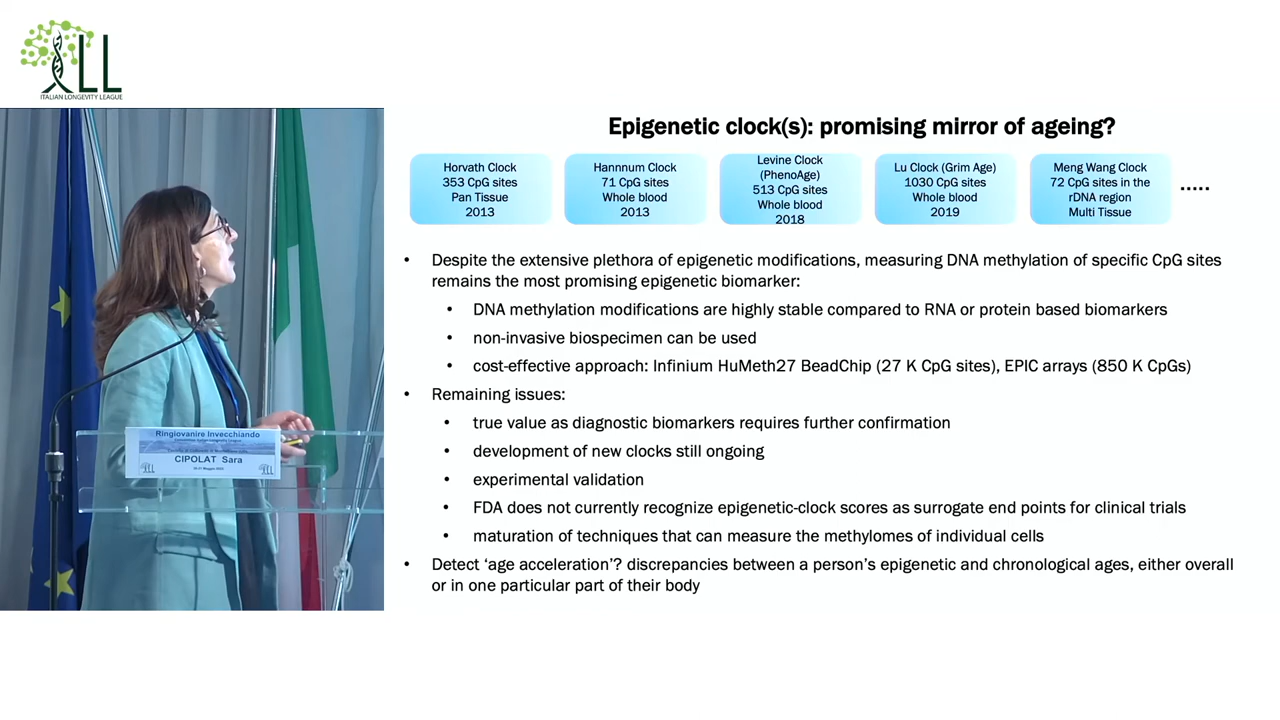 ILL
ITALIAN LONGEVITY LEAGUE
Epigenetic clock(s): promising mirror of ageing?
Horvath Clock
353 CpG sites
Pan Tissue
2013
Hannnum Clock
71 CpG sites
Whole blood
2013
Levine Clock
(PhenoAge)
513 CpG sites
Whole blood
2018
Lu Clock (Grim Age)
1030 CpG sites
Whole blood
2019
Meng Wang Clock
72 CpG sites in the
rDNA region
Multi Tissue
.....
• Despite the extensive plethora of epigenetic modifications, measuring DNA methylation of specific CpG sites
remains the most promising epigenetic biomarker:
• DNA methylation modifications are highly stable compared to RNA or protein based biomarkers
• non-invasive biospecimen can be used
• cost-effective approach: Infinium HuMeth27 BeadChip (27 K CpG sites), EPIC arrays (850 K CpGs)
• Remaining issues:
• true value as diagnostic biomarkers requires further confirmation
• development of new clocks still ongoing
• experimental validation
• FDA does not currently recognize epigenetic-clock scores as surrogate end points for clinical trials
• maturation of techniques that can measure the methylomes of individual cells
• Detect ‘age acceleration’? discrepancies between a person’s epigenetic and chronological ages, either overall
or in one particular part of their body
Ringiovanire Invecchiando
CIPOLAT Sara